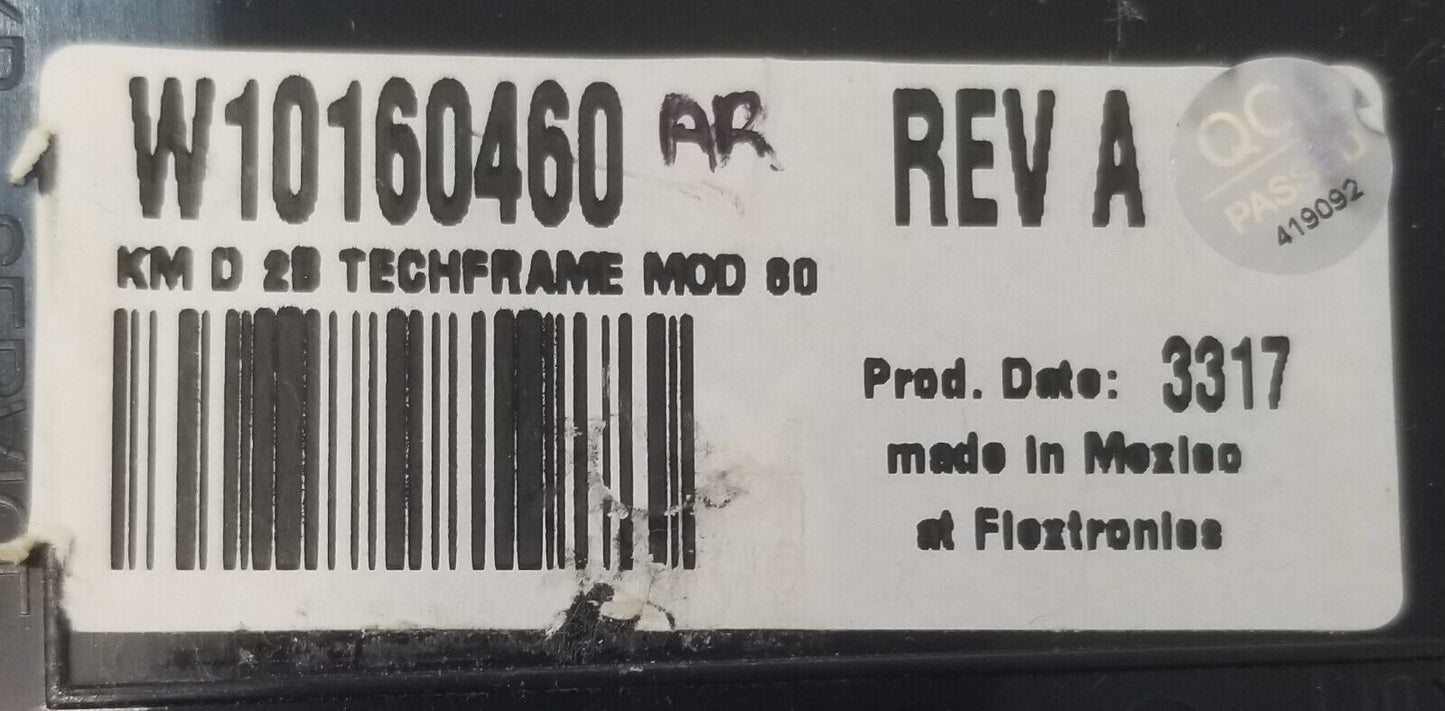 W10160460 AR REV A
QC
PASSED
419092
KM D 2B TECHFRAME MOD 80
Prod. Date: 3317
made in Mexico
at Flextronics